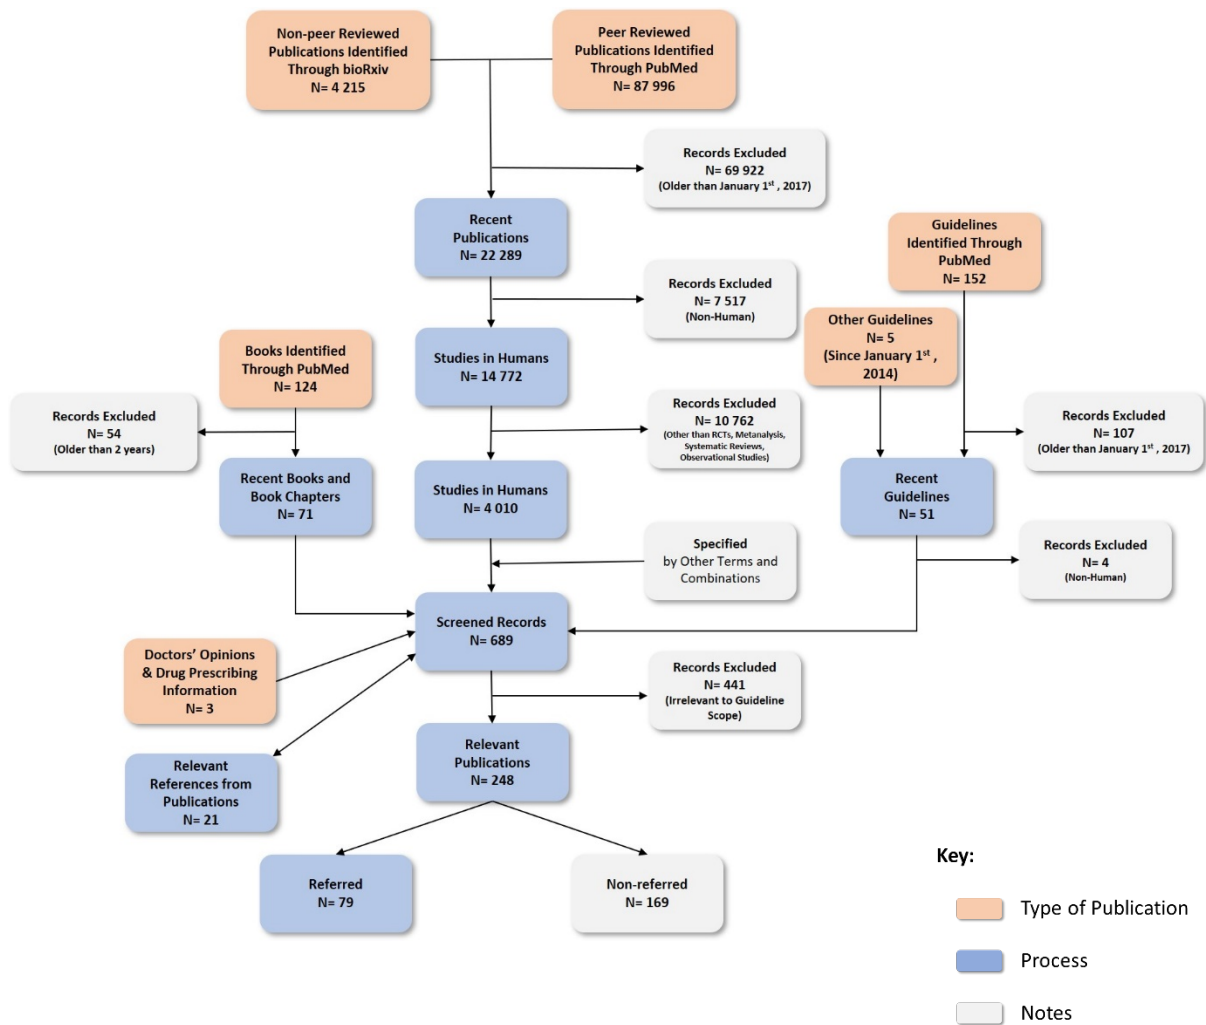 Non-peer Reviewed
Publications Identified
Through bioRxiv
N= 4 215
Peer Reviewed
Publications Identified
Through PubMed
N= 87 996
Records Excluded
N= 69 922
(Older than January 1st , 2017)
Recent
Publications
N= 22 289
Guidelines
Identified Through
PubMed
N= 152
Records Excluded
N= 7 517
(Non-Human)
Other Guidelines
N= 5
(Since January 1st ,
2014)
Books Identified
Through PubMed
N= 124
Studies in Humans
N= 14 772
Records Excluded
N= 54
(Older than 2 years)
Records Excluded
N= 10 762
(Other than RCTs, Metanalysis,
Systematic Reviews,
Observational Studies)
Records Excluded
N= 107
(Older than January 1st , 2017)
Recent Books and
Book Chapters
N= 71
Studies in Humans
N= 4 010
Recent
Guidelines
N= 51
Specified
by Other Terms and
Combinations
Records Excluded
N= 4
(Non-Human)
Screened Records
N= 689
Doctors’ Opinions
& Drug Prescribing
Information
N= 3
Records Excluded
N= 441
(Irrelevant to Guideline
Scope)
Relevant
Publications
N= 248
Relevant
References from
Publications
N= 21
Referred
N= 79
Non-referred
N= 169
Key:
Type of Publication
Process
Notes